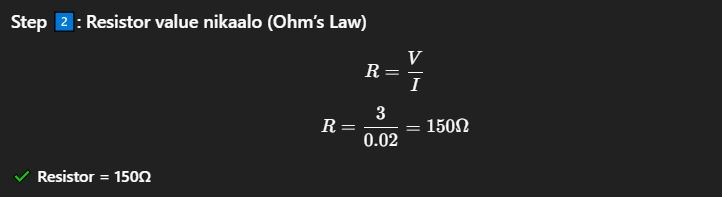 Step 2️⃣: Resistor value nikaalo (Ohm’s Law)
R = V/I
R = 3/0.02 = 150Ω
✔ Resistor = 150Ω